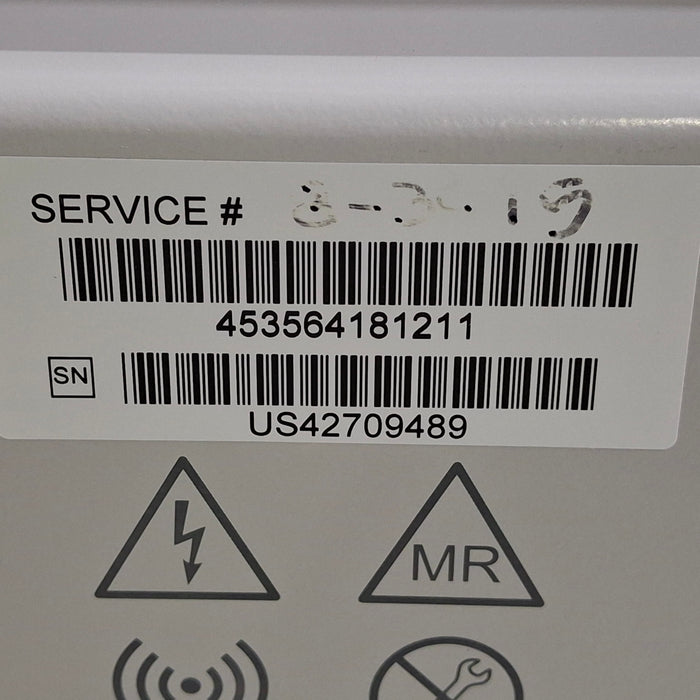 SERVICE # 8-3-19
453564181211
SN
US42709489
MR